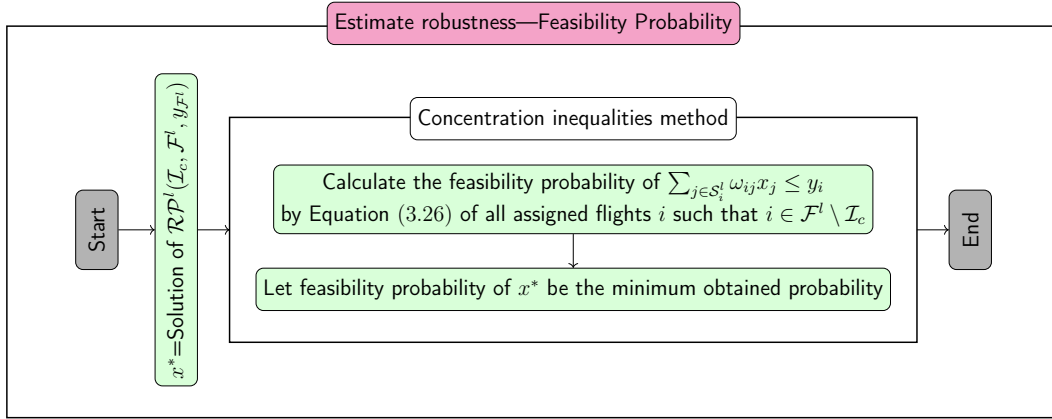 Estimate robustness—Feasibility Probability
Start
x*=Solution of ℛ𝒫^l(ℐ_c, ℱ^l, y_{ℱ^l})
Concentration inequalities method
Calculate the feasibility probability of ∑_{j∈𝒮_i^l} ω_{ij}x_j ≤ y_i
by Equation (3.26) of all assigned flights i such that i ∈ ℱ^l \ ℐ_c
Let feasibility probability of x* be the minimum obtained probability
End